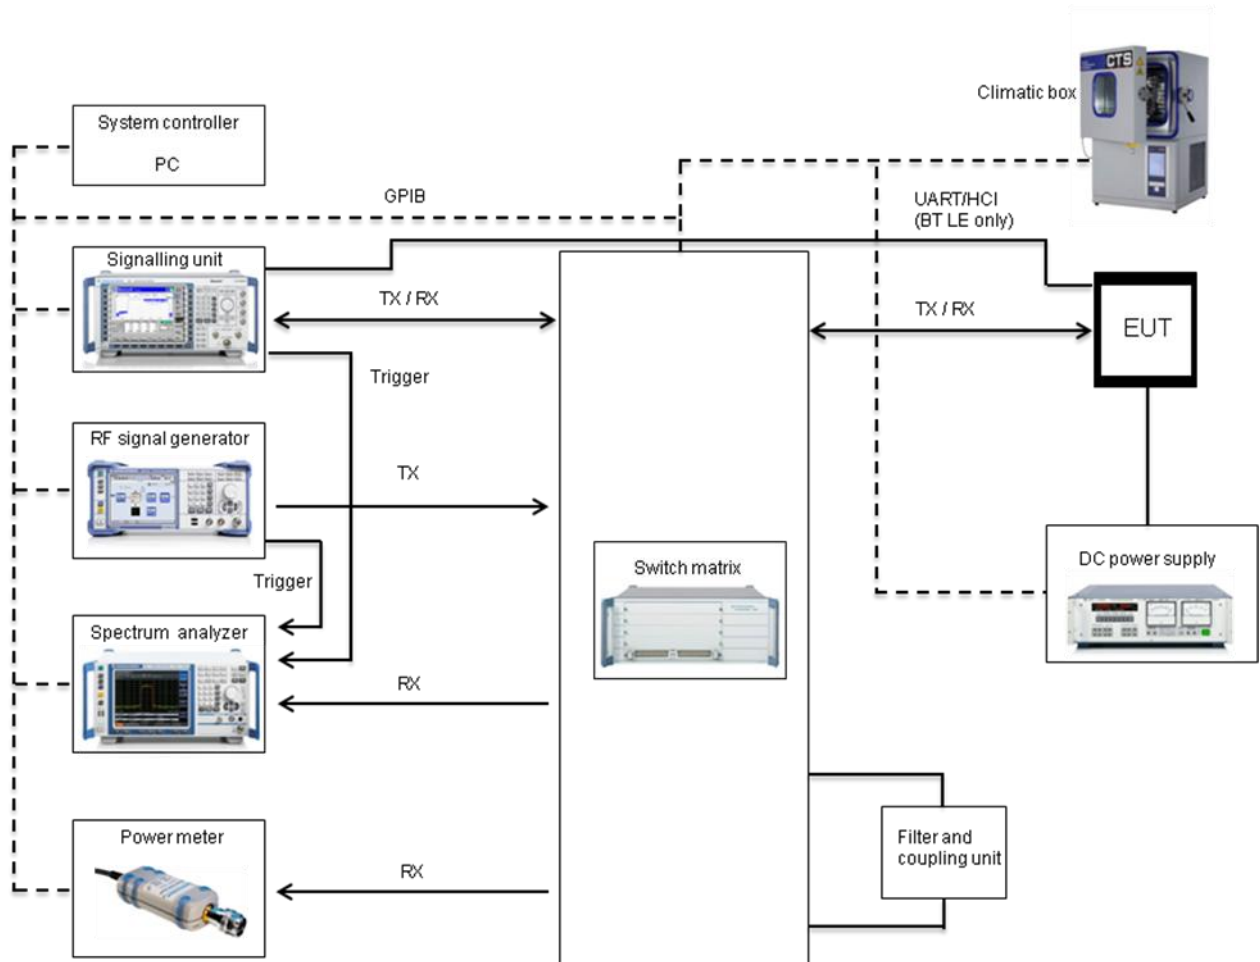 CTS
Climatic box
System controller
PC
GPIB
UART/HCI
(BT LE only)
Signalling unit
TX / RX
TX / RX
EUT
Trigger
RF signal generator
TX
Trigger
Switch matrix
DC power supply
Spectrum analyzer
RX
Power meter
Filter and
coupling unit
RX